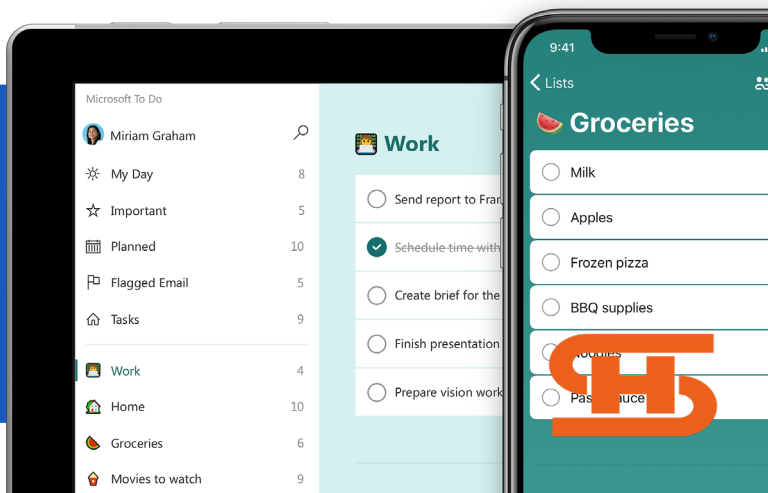 Microsoft To Do
Miriam Graham
My Day 8
Important 5
Planned 10
Flagged Email 5
Tasks 9
Work 4
Home 10
Groceries 6
Movies to watch 9
Work
Send report to
Schedule time with
Create brief for the
Finish presentation
Prepare vision work
9:41
Lists
Groceries
Milk
Apples
Frozen pizza
BBQ supplies
Noodles